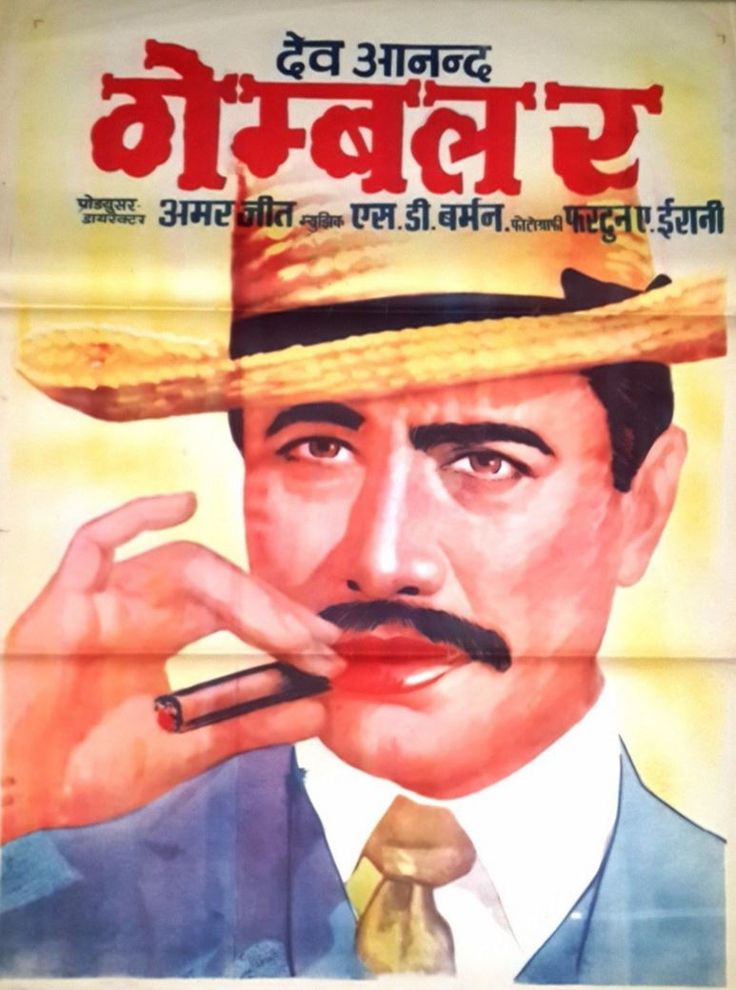 देव आनन्द
गेम्बलर
प्रोड्युसर-
डायरेक्टर अमर जीत म्युझिक एस.डी.बर्मन. फोटोग्राफी फरदुन ए.ईरानी